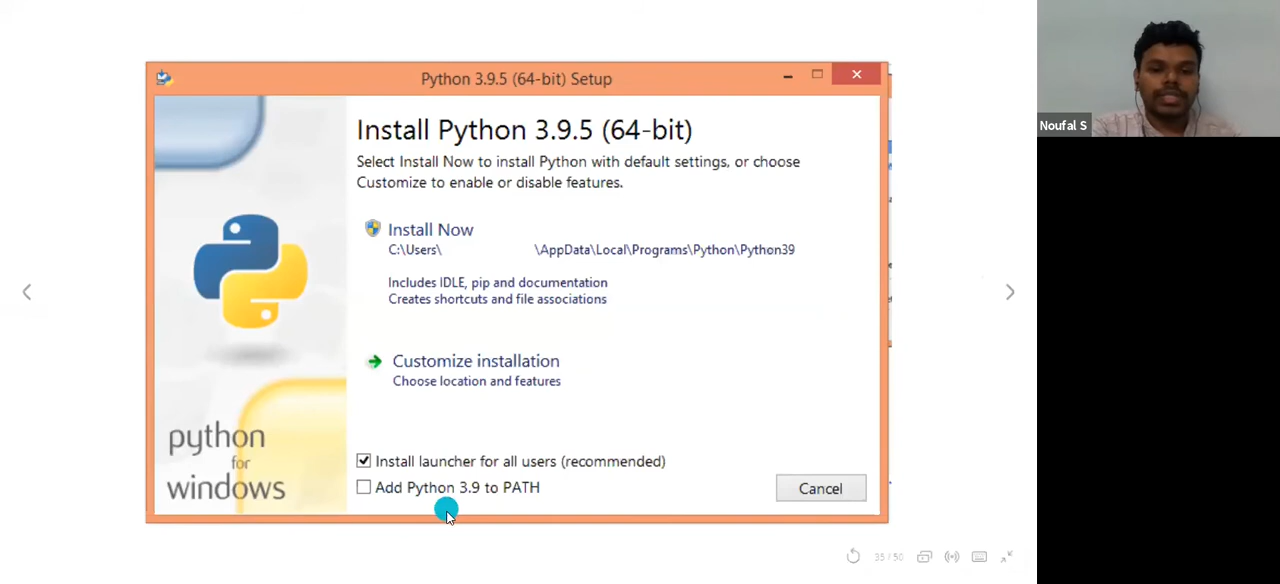 Python 3.9.5 (64-bit) Setup
Install Python 3.9.5 (64-bit)
Select Install Now to install Python with default settings, or choose
Customize to enable or disable features.
Install Now
C:\Users\ \AppData\Local\Programs\Python\Python39
Includes IDLE, pip and documentation
Creates shortcuts and file associations
Customize installation
Choose location and features
python
for
windows
Install launcher for all users (recommended)
Add Python 3.9 to PATH
Cancel
35 / 50
Noufal S